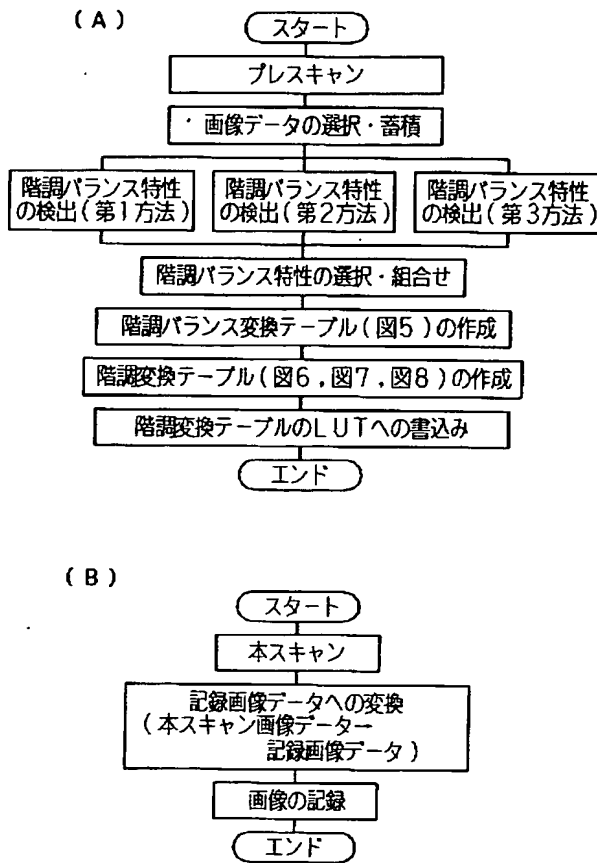 (A)
スタート
プレスキャン
画像データの選択・蓄積
階調バランス特性
の検出(第1方法)
階調バランス特性
の検出(第2方法)
階調バランス特性
の検出(第3方法)
階調バランス特性の選択・組合せ
階調バランス変換テーブル(図5)の作成
階調変換テーブル(図6,図7,図8)の作成
階調変換テーブルのLUTへの書込み
エンド
(B)
スタート
本スキャン
記録画像データへの変換
(本スキャン画像データ→
記録画像データ)
画像の記録
エンド